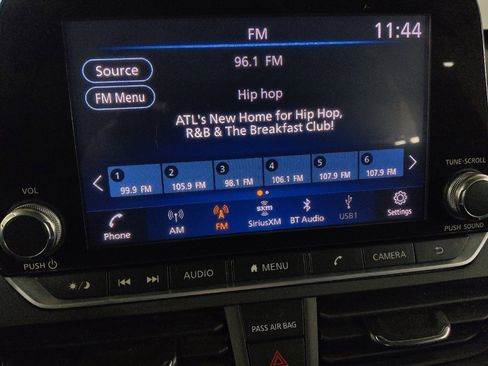 FM
11:44
Source
96.1 FM
FM Menu
Hip hop
ATL's New Home for Hip Hop,
R&B & The Breakfast Club!
1 2 3 4 5 6
99.9 FM 105.9 FM 98.1 FM 106.1 FM 107.9 FM 107.9 FM
Phone AM FM sxm SiriusXM BT Audio USB1 Settings
VOL
PUSH
TUNE-SCROLL
PUSH SOUND
AUDIO MENU CAMERA
PASS AIR BAG